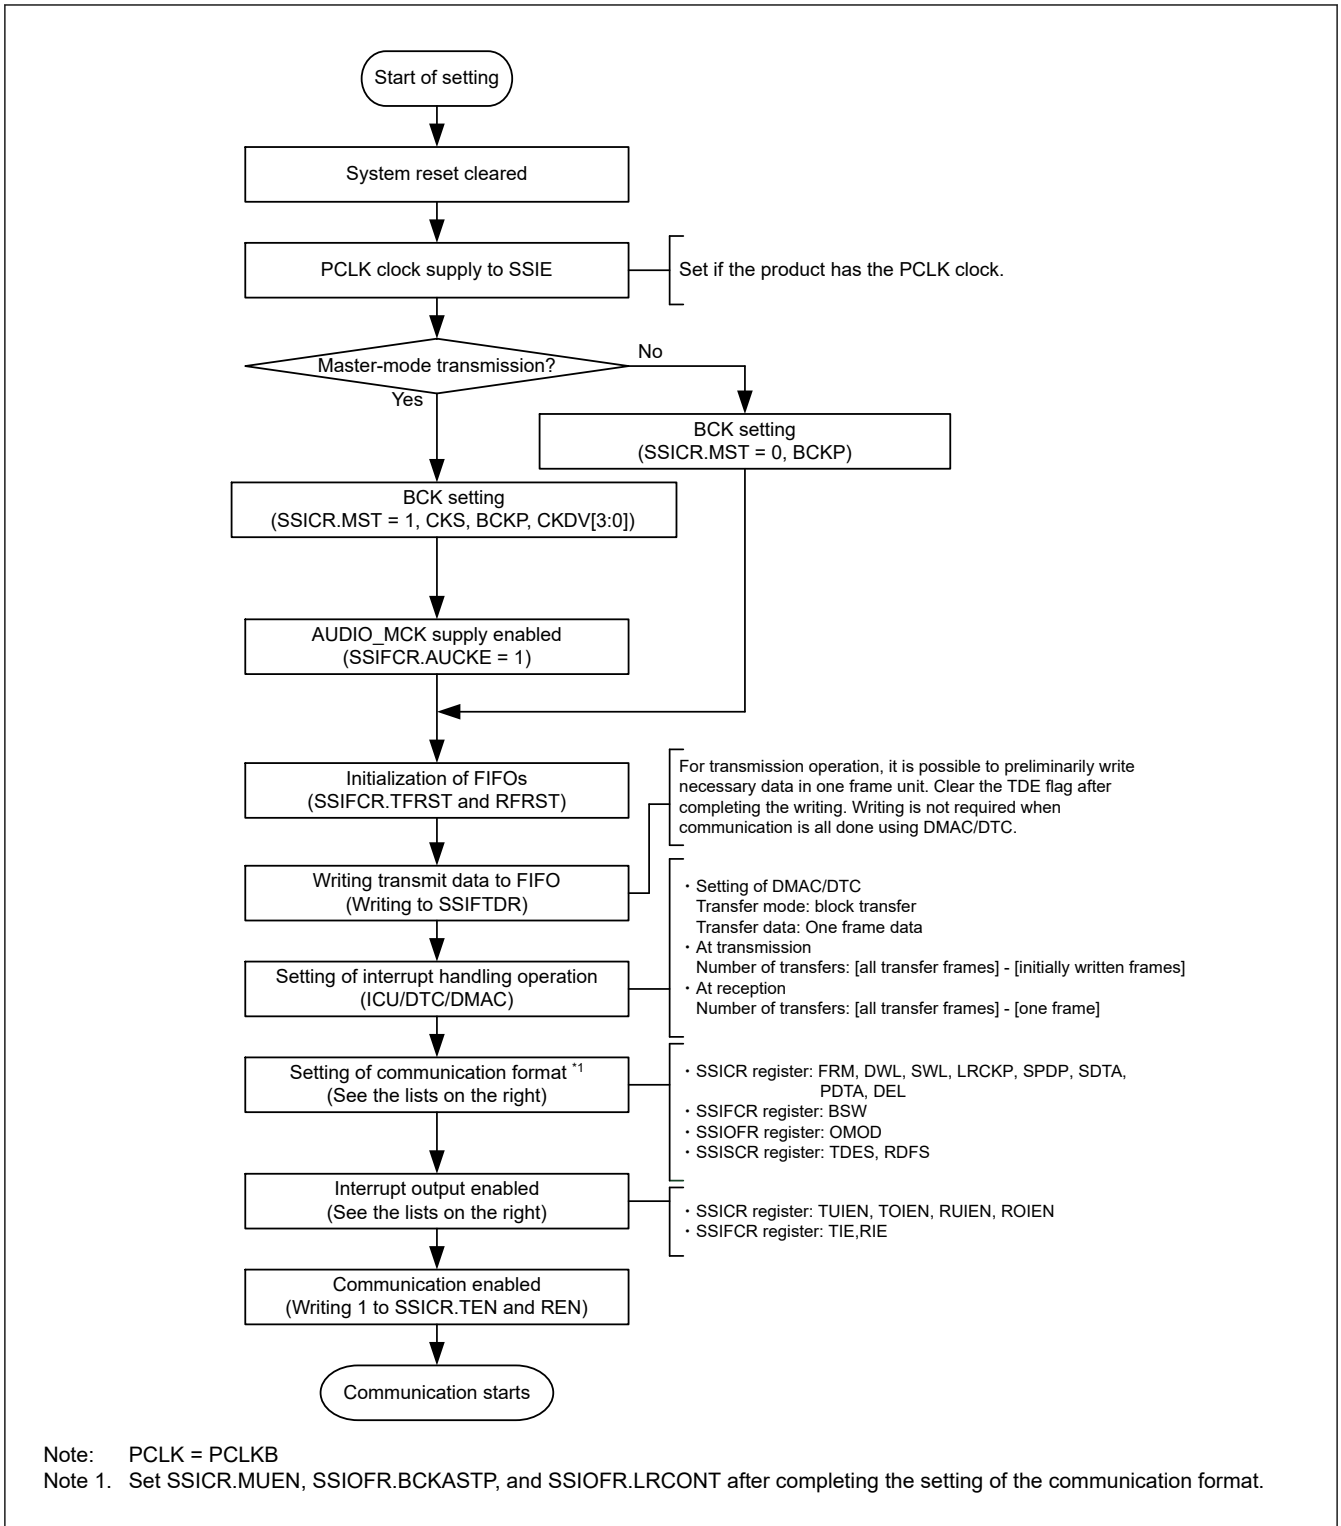 Start of setting
System reset cleared
PCLK clock supply to SSIE
Set if the product has the PCLK clock.
Master-mode transmission?
No
Yes
BCK setting
(SSICR.MST = 0, BCKP)
BCK setting
(SSICR.MST = 1, CKS, BCKP, CKDV[3:0])
AUDIO_MCK supply enabled
(SSIFCR.AUCKE = 1)
Initialization of FIFOs
(SSIFCR.TFRST and RFRST)
For transmission operation, it is possible to preliminarily write
necessary data in one frame unit. Clear the TDE flag after
completing the writing. Writing is not required when
communication is all done using DMAC/DTC.
Writing transmit data to FIFO
(Writing to SSIFTDR)
・Setting of DMAC/DTC
Transfer mode: block transfer
Transfer data: One frame data
・At transmission
Number of transfers: [all transfer frames] - [initially written frames]
・At reception
Number of transfers: [all transfer frames] - [one frame]
Setting of interrupt handling operation
(ICU/DTC/DMAC)
Setting of communication format *1
(See the lists on the right)
・SSICR register: FRM, DWL, SWL, LRCKP, SPDP, SDTA,
PDTA, DEL
・SSIFCR register: BSW
・SSIOFR register: OMOD
・SSISCR register: TDES, RDFS
Interrupt output enabled
(See the lists on the right)
・SSICR register: TUIEN, TOIEN, RUIEN, ROIEN
・SSIFCR register: TIE,RIE
Communication enabled
(Writing 1 to SSICR.TEN and REN)
Communication starts
Note: PCLK = PCLKB
Note 1. Set SSICR.MUEN, SSIOFR.BCKASTP, and SSIOFR.LRCONT after completing the setting of the communication format.